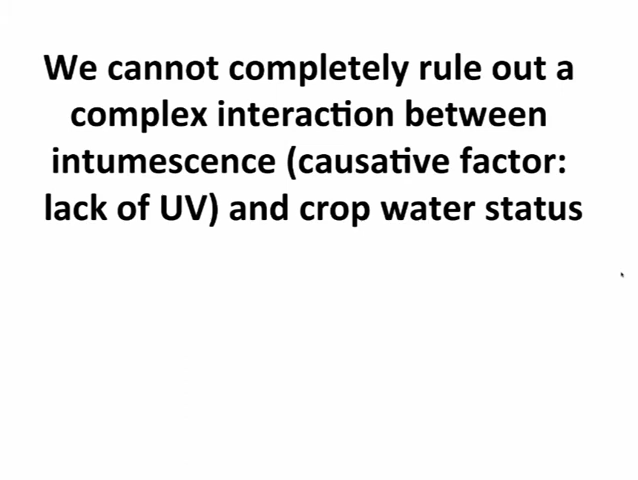 We cannot completely rule out a
complex interaction between
intumescence (causative factor:
lack of UV) and crop water status